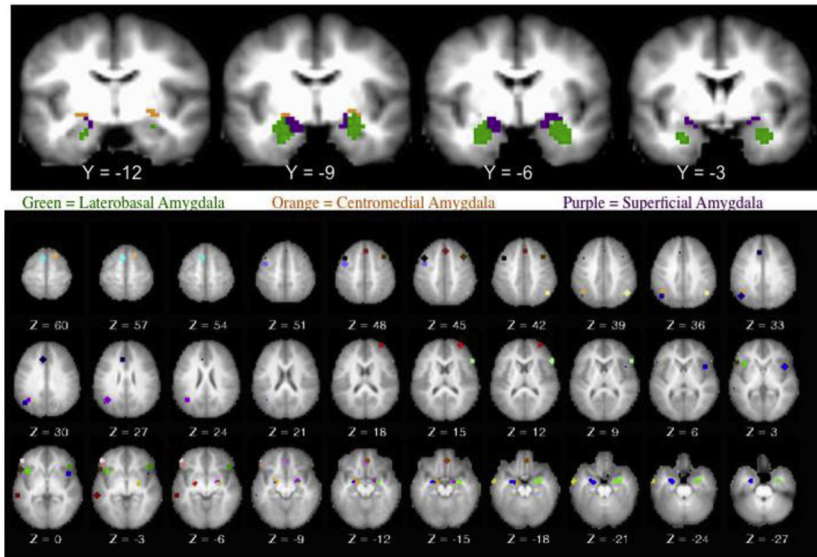 Y = -12 Y = -9 Y = -6 Y = -3
Green = Laterobasal Amygdala Orange = Centromedial Amygdala Purple = Superficial Amygdala
Z = 60 Z = 57 Z = 54 Z = 51 Z = 48 Z = 45 Z = 42 Z = 39 Z = 36 Z = 33
Z = 30 Z = 27 Z = 24 Z = 21 Z = 18 Z = 15 Z = 12 Z = 9 Z = 6 Z = 3
Z = 0 Z = -3 Z = -6 Z = -9 Z = -12 Z = -15 Z = -18 Z = -21 Z = -24 Z = -27